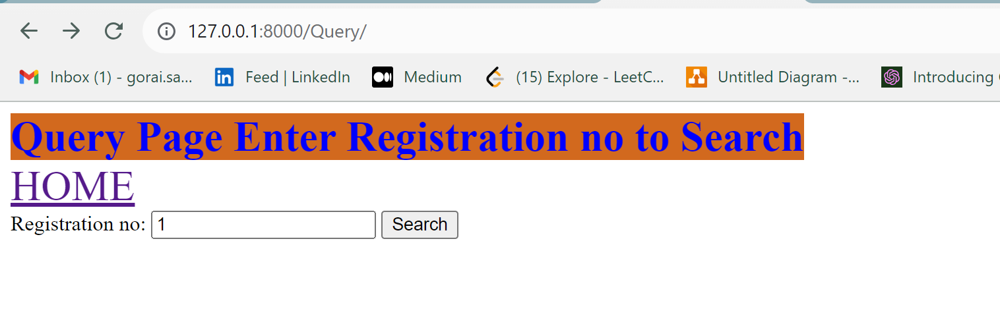 127.0.0.1:8000/Query/
Inbox (1) - gorai.sa... Feed | LinkedIn Medium (15) Explore - LeetC... Untitled Diagram -... Introducing
Query Page Enter Registration no to Search
HOME
Registration no: 1 Search